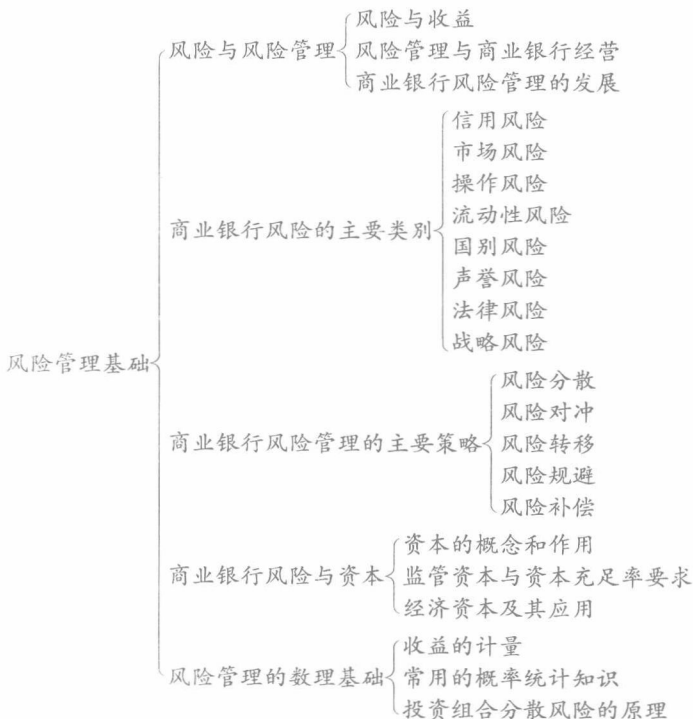 风险管理基础
风险与风险管理
风险与收益
风险管理与商业银行经营
商业银行风险管理的发展
商业银行风险的主要类别
信用风险
市场风险
操作风险
流动性风险
国别风险
声誉风险
法律风险
战略风险
商业银行风险管理的主要策略
风险分散
风险对冲
风险转移
风险规避
风险补偿
商业银行风险与资本
资本的概念和作用
监管资本与资本充足率要求
经济资本及其应用
风险管理的数理基础
收益的计量
常用的概率统计知识
投资组合分散风险的原理